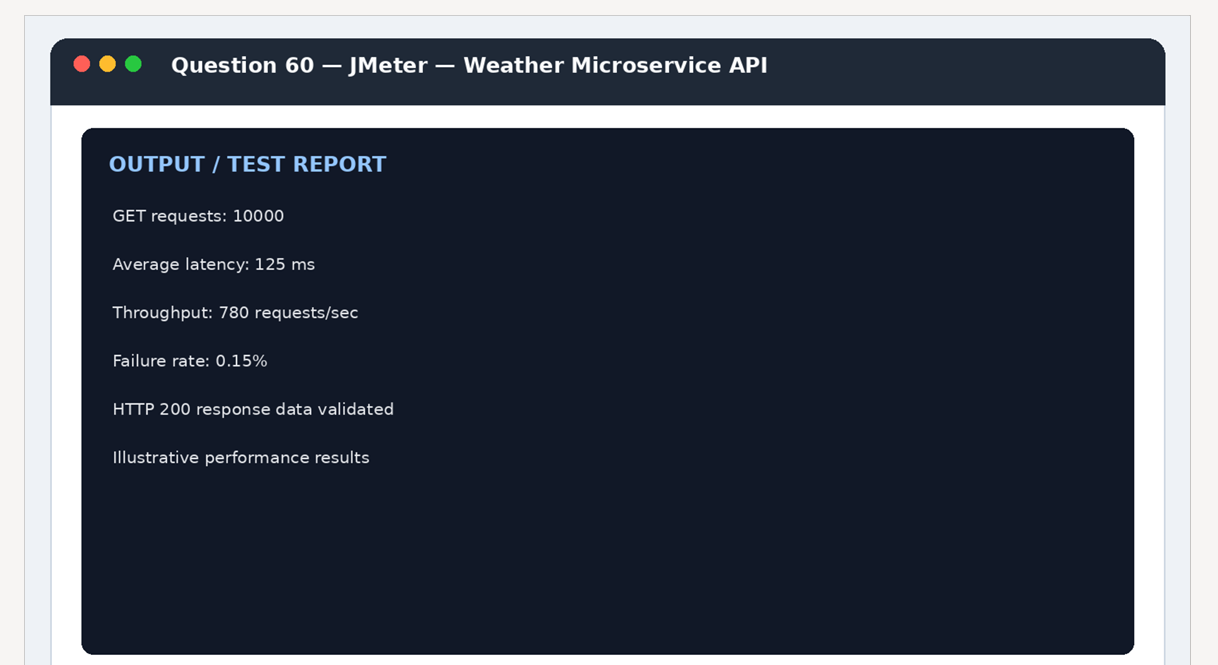 Question 60 — JMeter — Weather Microservice API
OUTPUT / TEST REPORT
GET requests: 10000
Average latency: 125 ms
Throughput: 780 requests/sec
Failure rate: 0.15%
HTTP 200 response data validated
Illustrative performance results